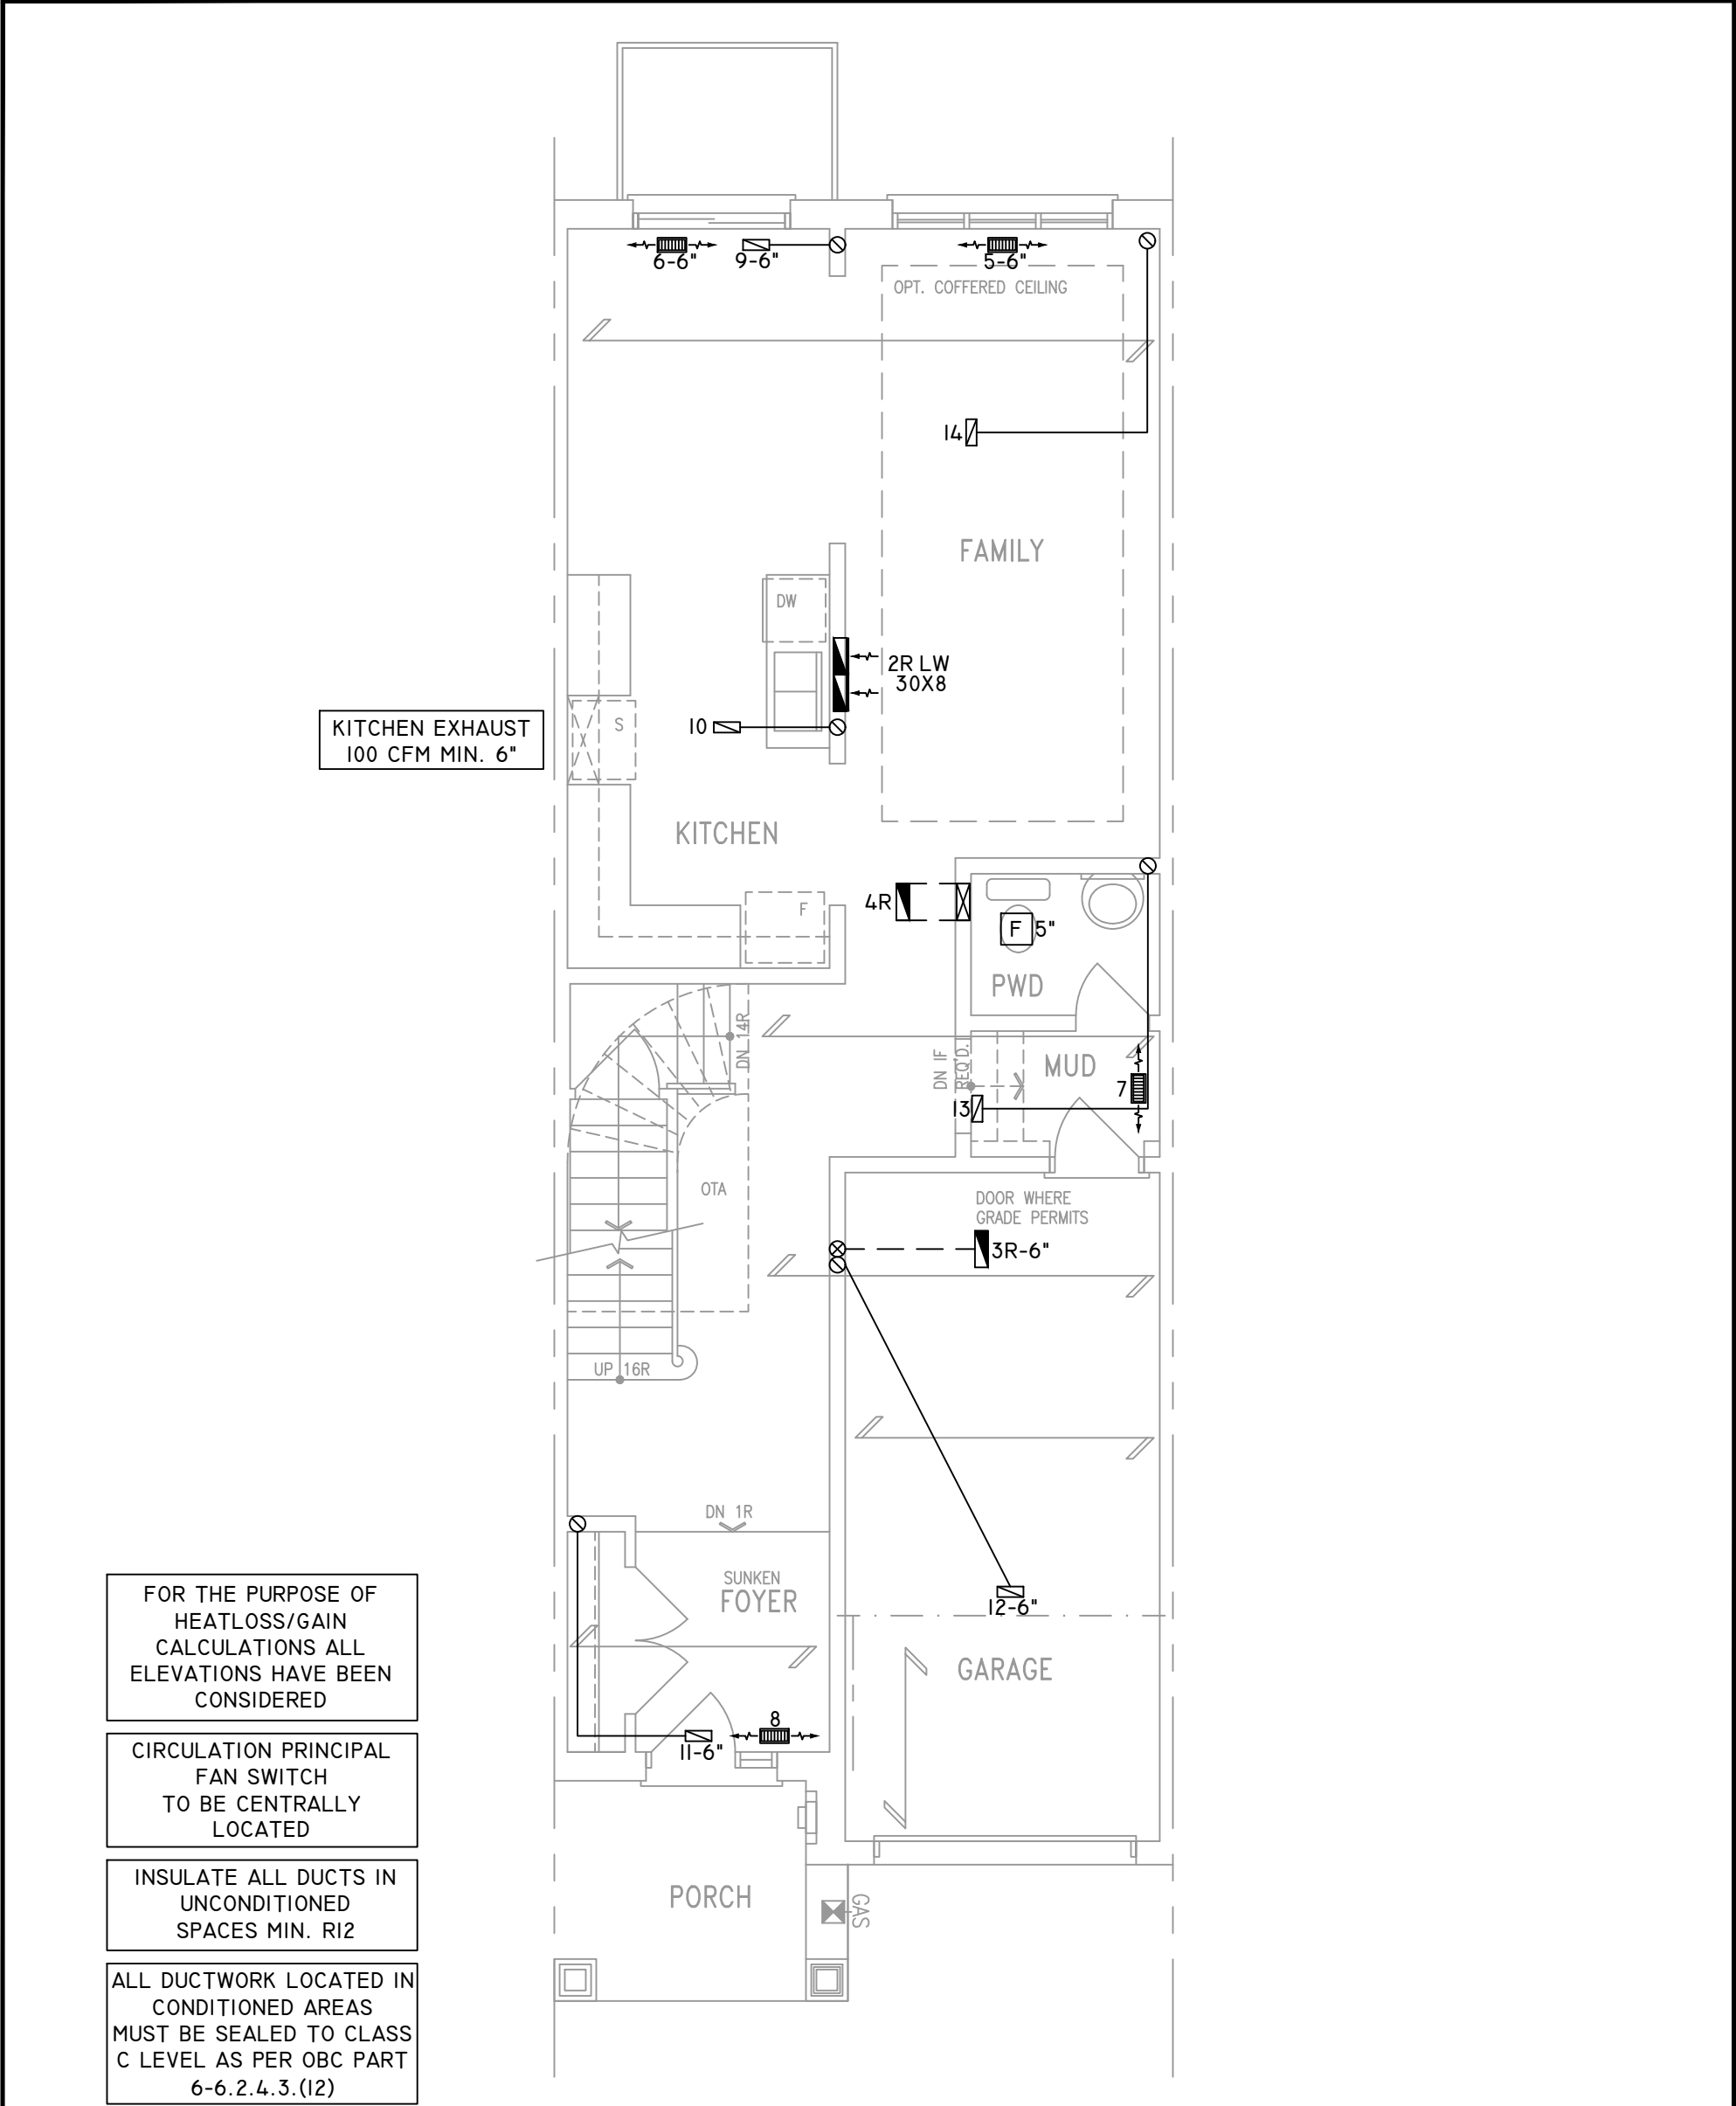 6-6"
9-6"
5-6"
OPT. COFFERED CEILING
14
FAMILY
DW
2R LW
30X8
10
S
KITCHEN EXHAUST
100 CFM MIN. 6"
KITCHEN
4R
F
F 5"
PWD
DN 14R
DN IF
REQ'D.
MUD
7
13
OTA
DOOR WHERE
GRADE PERMITS
3R-6"
UP 16R
DN 1R
SUNKEN
FOYER
12-6"
GARAGE
8
11-6"
PORCH
GAS
FOR THE PURPOSE OF
HEATLOSS/GAIN
CALCULATIONS ALL
ELEVATIONS HAVE BEEN
CONSIDERED
CIRCULATION PRINCIPAL
FAN SWITCH
TO BE CENTRALLY
LOCATED
INSULATE ALL DUCTS IN
UNCONDITIONED
SPACES MIN. R12
ALL DUCTWORK LOCATED IN
CONDITIONED AREAS
MUST BE SEALED TO CLASS
C LEVEL AS PER OBC PART
6-6.2.4.3.(12)